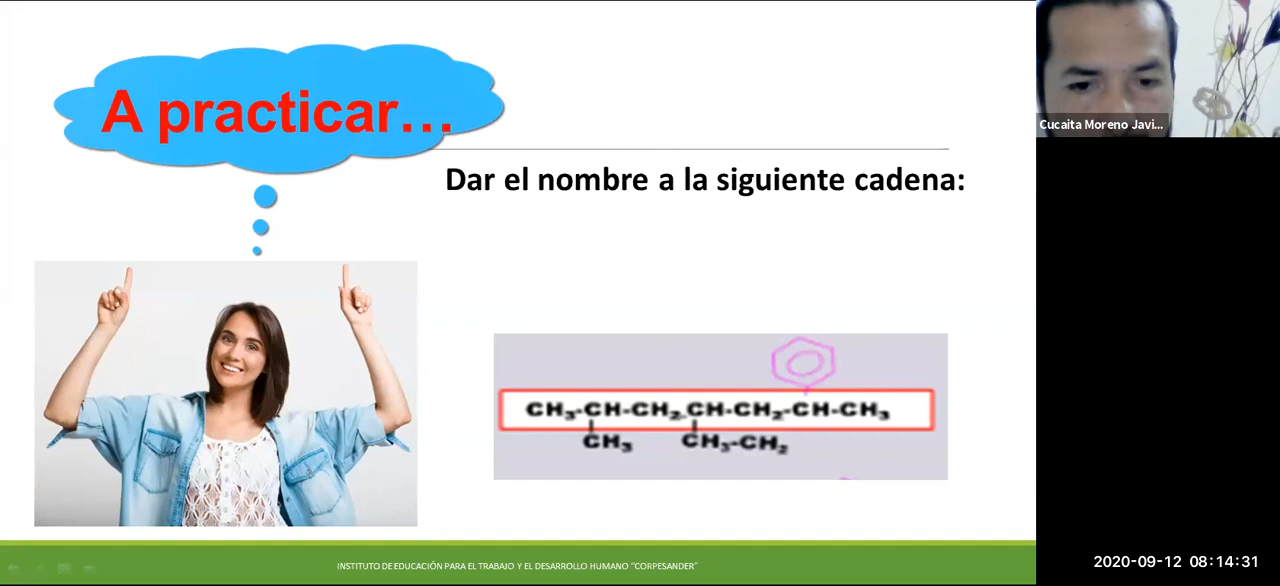 A practicar...
Cucaita Moreno Javi...
Dar el nombre a la siguiente cadena:
CH₃-CH-CH₂ CH-CH₂-CH-CH₃
CH₃ CH₃-CH₂
INSTITUTO DE EDUCACIÓN PARA EL TRABAJO Y EL DESARROLLO HUMANO "CORPESANDER"
2020-09-12 08:14:31